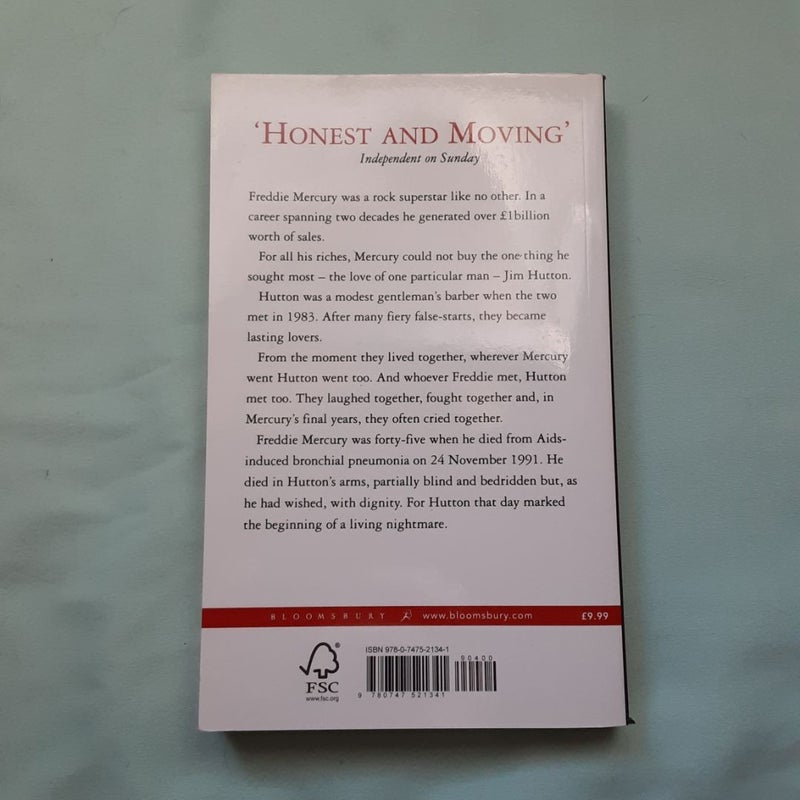 ‘HONEST AND MOVING’
Independent on Sunday
Freddie Mercury was a rock superstar like no other. In a
career spanning two decades he generated over £1billion
worth of sales.
For all his riches, Mercury could not buy the one thing he
sought most – the love of one particular man – Jim Hutton.
Hutton was a modest gentleman's barber when the two
met in 1983. After many fiery false-starts, they became
lasting lovers.
From the moment they lived together, wherever Mercury
went Hutton went too. And whoever Freddie met, Hutton
met too. They laughed together, fought together and, in
Mercury's final years, they often cried together.
Freddie Mercury was forty-five when he died from Aids-
induced bronchial pneumonia on 24 November 1991. He
died in Hutton's arms, partially blind and bedridden but, as
he had wished, with dignity. For Hutton that day marked
the beginning of a living nightmare.
BLOOMSBURY www.bloomsbury.com £9.99
ISBN 978-0-7475-2134-1
90400
9 780747 521341
®
FSC
www.fsc.org